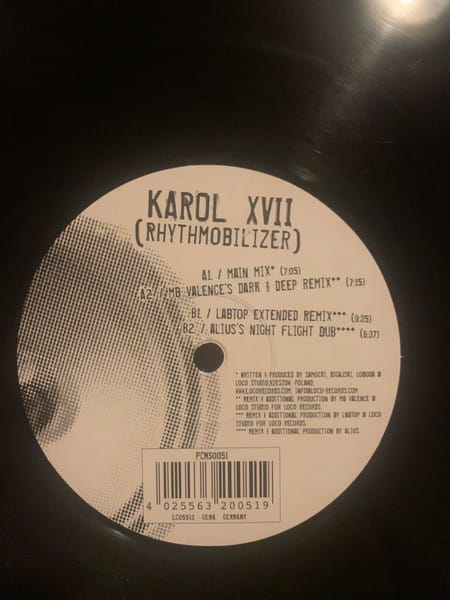 KAROL XVII
(RHYTHMOBILIZER)
A1. / MAIN MIX* (7:05)
A2. / MB VALENCE'S DARK & DEEP REMIX** (7:15)
B1. / LABTOP EXTENDED REMIX*** (9:35)
B2. / ALIUS'S NIGHT FLIGHT DUB**** (6:37)
* WRITTEN & PRODUCED BY SAMOCKI, BIGAJSKI, LOBODA @
LOCO STUDIO,RZESZOW, POLAND.
WWW.LOCORECORDS.COM, INFO@LOCO-RECORDS.COM
** REMIX & ADDITIONAL PRODUCTION BY MB VALENCE @
LOCO STUDIO FOR LOCO RECORDS.
*** REMIX & ADDITIONAL PRODUCTION BY LABTOP @ LOCO
STUDIO FOR LOCO RECORDS.
**** REMIX & ADDITIONAL PRODUCTION BY ALIUS.
PCMS0051
4 025563 200519
LC05513 GEMA GERMANY